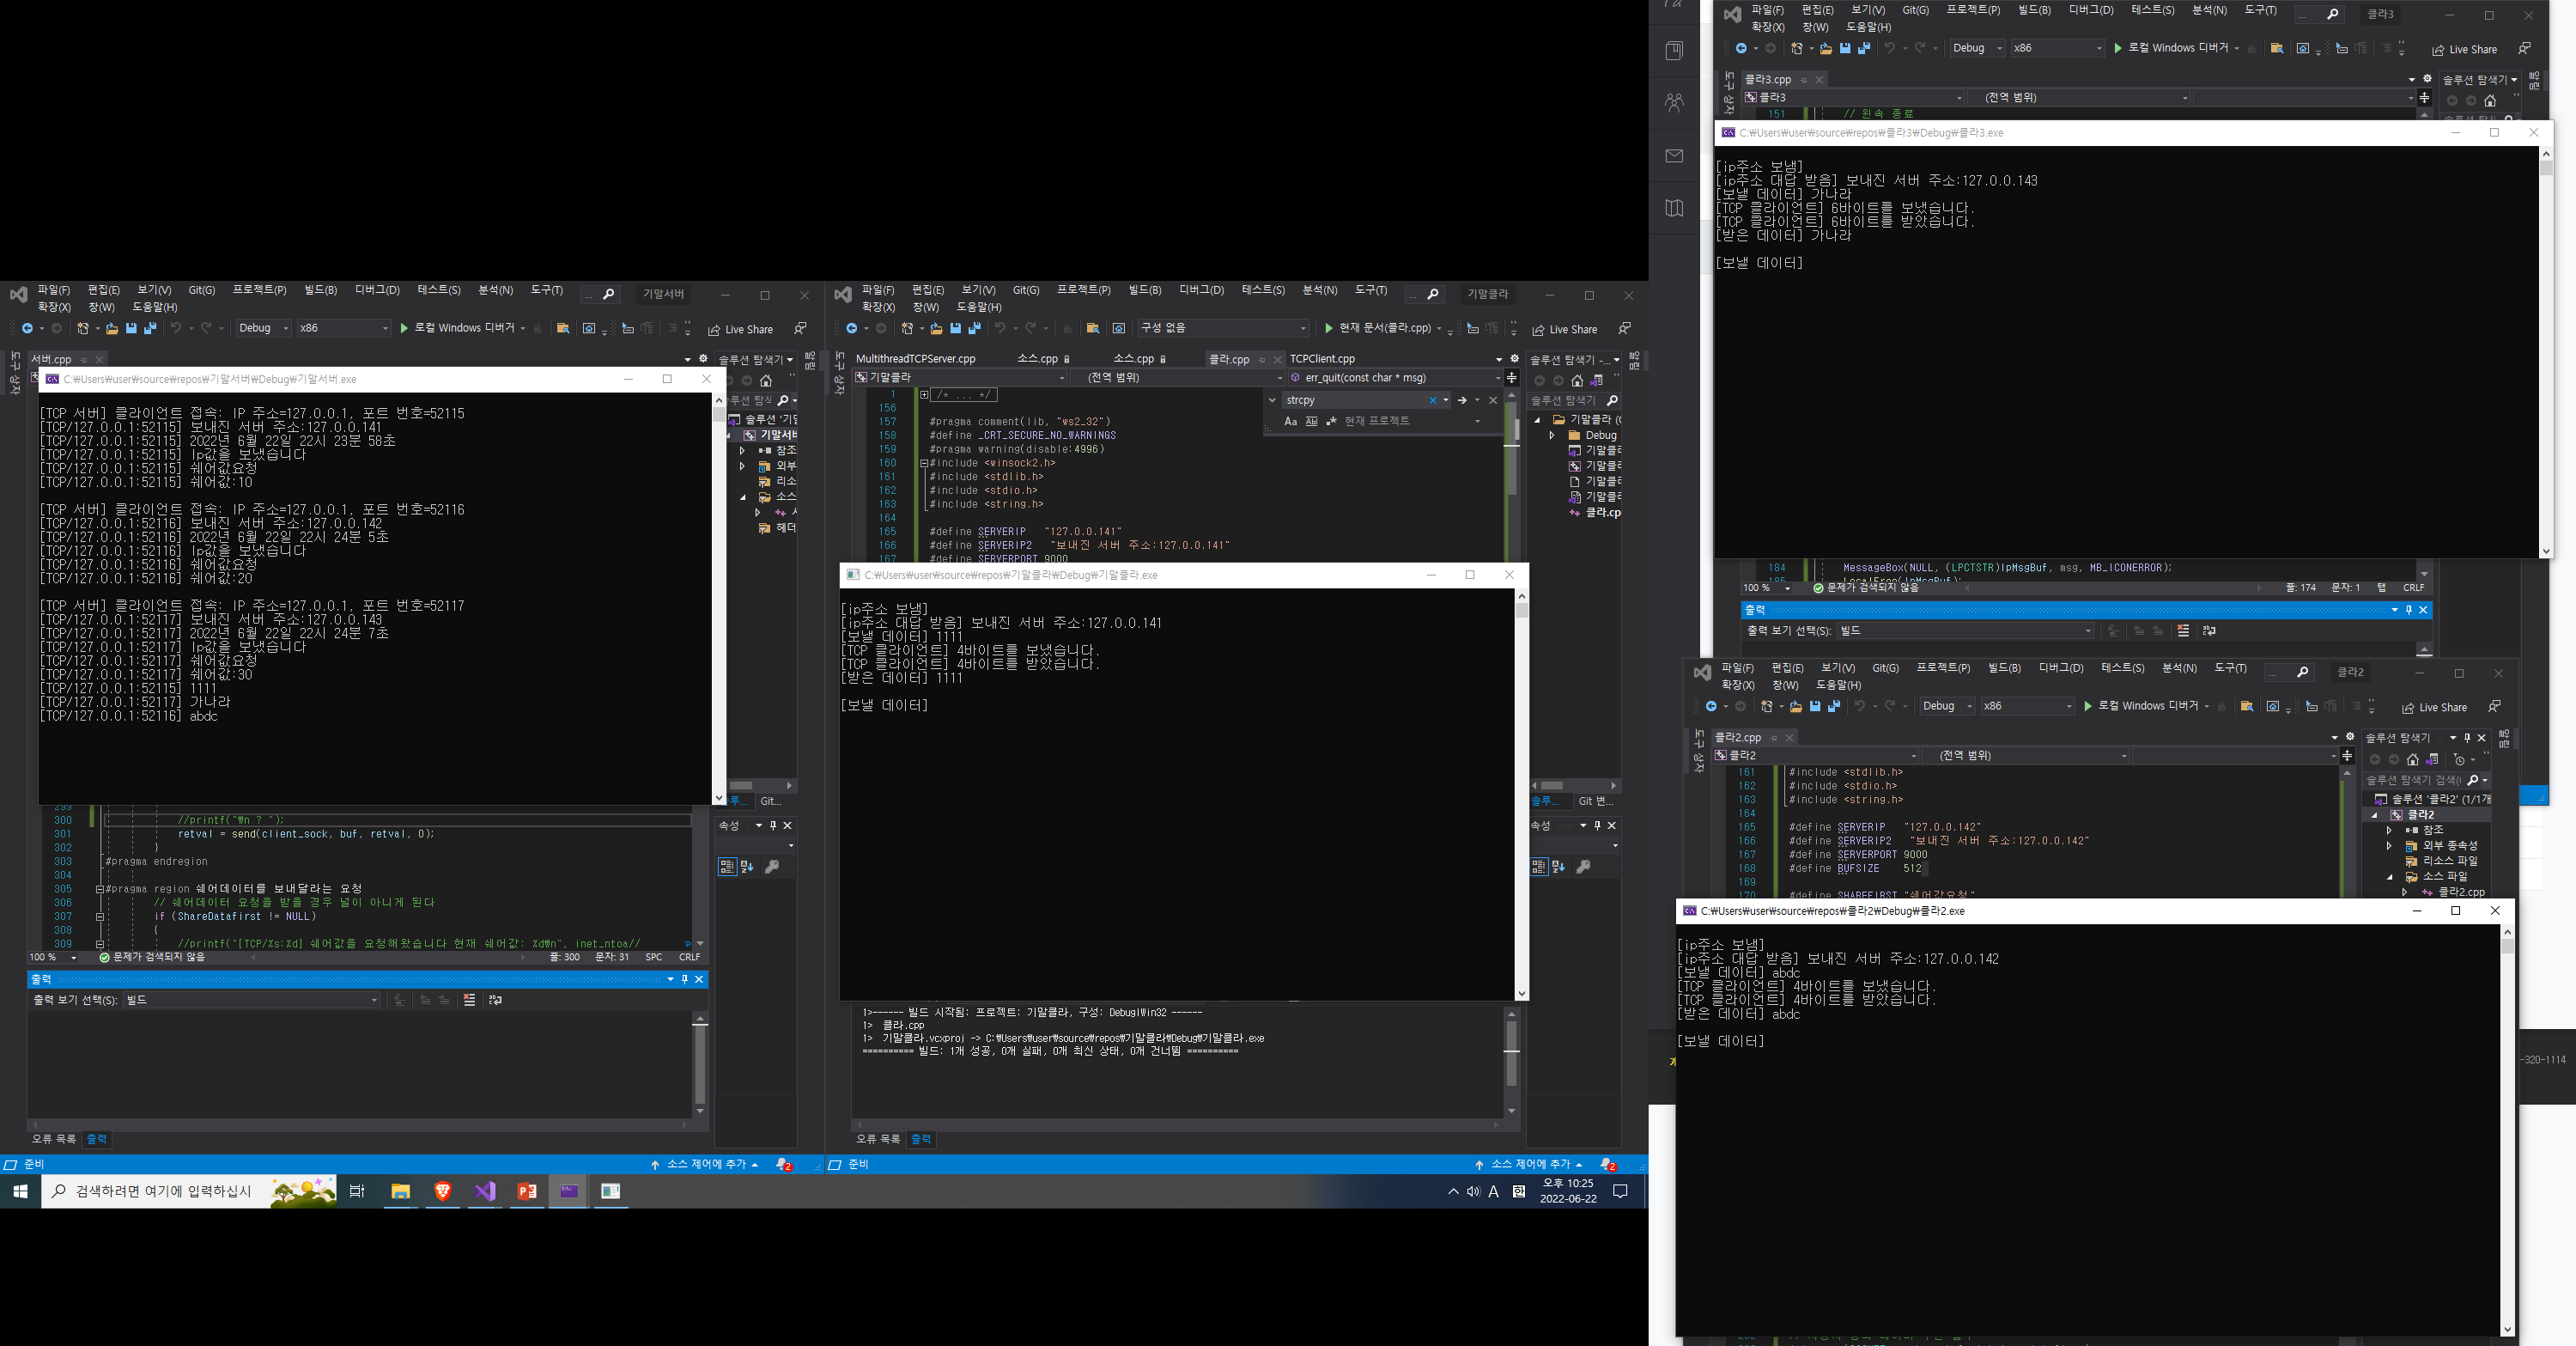 파일(F) 편집(E) 보기(V) Git(G) 프로젝트(P) 빌드(B) 디버그(D) 테스트(S) 분석(N) 도구(T) ... 기말서버
확장(X) 창(W) 도움말(H)
Debug x86 로컬 Windows 디버거 Live Share
서버.cpp
솔루션 탐색기
C:\Users\user\source\repos\기말서버\Debug\기말서버.exe
[TCP 서버] 클라이언트 접속: IP 주소=127.0.0.1, 포트 번호=52115
[TCP/127.0.0.1:52115] 보내진 서버 주소:127.0.0.141
[TCP/127.0.0.1:52115] 2022년 6월 22일 22시 23분 58초
[TCP/127.0.0.1:52115] Ip값을 보냈습니다
[TCP/127.0.0.1:52115] 쉐어값요청
[TCP/127.0.0.1:52115] 쉐어값:10
[TCP 서버] 클라이언트 접속: IP 주소=127.0.0.1, 포트 번호=52116
[TCP/127.0.0.1:52116] 보내진 서버 주소:127.0.0.142
[TCP/127.0.0.1:52116] 2022년 6월 22일 22시 24분 5초
[TCP/127.0.0.1:52116] Ip값을 보냈습니다
[TCP/127.0.0.1:52116] 쉐어값요청
[TCP/127.0.0.1:52116] 쉐어값:20
[TCP 서버] 클라이언트 접속: IP 주소=127.0.0.1, 포트 번호=52117
[TCP/127.0.0.1:52117] 보내진 서버 주소:127.0.0.143
[TCP/127.0.0.1:52117] 2022년 6월 22일 22시 24분 7초
[TCP/127.0.0.1:52117] Ip값을 보냈습니다
[TCP/127.0.0.1:52117] 쉐어값요청
[TCP/127.0.0.1:52117] 쉐어값:30
[TCP/127.0.0.1:52115] 1111
[TCP/127.0.0.1:52117] 가나라
[TCP/127.0.0.1:52116] abdc
299
300 //printf("\n ? ");
301 retval = send(client_sock, buf, retval, 0);
302 }
303 #pragma endregion
304
305 #pragma region 쉐어데이터를 보내달라는 요청
306 // 쉐어데이터 요청을 받을 경우 널이 아니게 된다
307 if (ShareDatafirst != NULL)
308 {
309 //printf("[TCP/%s:%d] 쉐어값을 요청해왔습니다 현재 쉐어값: %d\n", inet_ntoa//
100 % 문제가 검색되지 않음 줄: 300 문자: 31 SPC CRLF
출력
출력 보기 선택(S): 빌드
오류 목록 출력
속성
준비 소스 제어에 추가 2
파일(F) 편집(E) 보기(V) Git(G) 프로젝트(P) 빌드(B) 디버그(D) 테스트(S) 분석(N) 도구(T) ... 기말클라
확장(X) 창(W) 도움말(H)
구성 없음 현재 문서(클라.cpp) Live Share
MultithreadTCPServer.cpp 소스.cpp 소스.cpp 클라.cpp TCPClient.cpp
기말클라 (전역 범위) err_quit(const char * msg)
strcpy
현재 프로젝트
1 /* ... */
156
157 #pragma comment(lib, "ws2_32")
158 #define _CRT_SECURE_NO_WARNINGS
159 #pragma warning(disable:4996)
160 #include <winsock2.h>
161 #include <stdlib.h>
162 #include <stdio.h>
163 #include <string.h>
164
165 #define SERVERIP "127.0.0.141"
166 #define SERVERIP2 "보내진 서버 주소:127.0.0.141"
167 #define SERVERPORT 9000
C:\Users\user\source\repos\기말클라\Debug\기말클라.exe
[ip주소 보냄]
[ip주소 대답 받음] 보내진 서버 주소:127.0.0.141
[보낼 데이터] 1111
[TCP 클라이언트] 4바이트를 보냈습니다.
[TCP 클라이언트] 4바이트를 받았습니다.
[받은 데이터] 1111
[보낼 데이터]
1>------ 빌드 시작됨: 프로젝트: 기말클라, 구성: Debug|Win32 ------
1> 클라.cpp
1> 기말클라.vcxproj -> C:\Users\user\source\repos\기말클라\Debug\기말클라.exe
========== 빌드: 1개 성공, 0개 실패, 0개 최신 상태, 0개 건너뜀 ==========
오류 목록 출력
속성
준비 소스 제어에 추가 2
검색하려면 여기에 입력하십시
A 한 오후 10:25
2022-06-22
파일(F) 편집(E) 보기(V) Git(G) 프로젝트(P) 빌드(B) 디버그(D) 테스트(S) 분석(N) 도구(T) ... 클라3
확장(X) 창(W) 도움말(H)
Debug x86 로컬 Windows 디버거 Live Share
클라3.cpp
솔루션 탐색기
클라3 (전역 범위)
151 // 윈속 종료
C:\Users\user\source\repos\클라3\Debug\클라3.exe
[ip주소 보냄]
[ip주소 대답 받음] 보내진 서버 주소:127.0.0.143
[보낼 데이터] 가나라
[TCP 클라이언트] 6바이트를 보냈습니다.
[TCP 클라이언트] 6바이트를 받았습니다.
[받은 데이터] 가나라
[보낼 데이터]
184 MessageBox(NULL, (LPCTSTR)lpMsgBuf, msg, MB_ICONERROR);
185 LocalFree(lpMsgBuf);
100 % 문제가 검색되지 않음 줄: 174 문자: 1 탭 CRLF
출력
출력 보기 선택(S): 빌드
파일(F) 편집(E) 보기(V) Git(G) 프로젝트(P) 빌드(B) 디버그(D) 테스트(S) 분석(N) 도구(T) ... 클라2
확장(X) 창(W) 도움말(H)
Debug x86 로컬 Windows 디버거 Live Share
클라2.cpp
솔루션 탐색기
클라2 (전역 범위)
161 #include <stdlib.h>
162 #include <stdio.h>
163 #include <string.h>
164
165 #define SERVERIP "127.0.0.142"
166 #define SERVERIP2 "보내진 서버 주소:127.0.0.142"
167 #define SERVERPORT 9000
168 #define BUFSIZE 512
169
170 #define SHAREFIRST "쉐어값요청"
솔루션 '클라2' (1/1개
클라2
참조
외부 종속성
리소스 파일
소스 파일
클라2.cpp
C:\Users\user\source\repos\클라2\Debug\클라2.exe
[ip주소 보냄]
[ip주소 대답 받음] 보내진 서버 주소:127.0.0.142
[보낼 데이터] abdc
[TCP 클라이언트] 4바이트를 보냈습니다.
[TCP 클라이언트] 4바이트를 받았습니다.
[받은 데이터] abdc
[보낼 데이터]
-320-1114